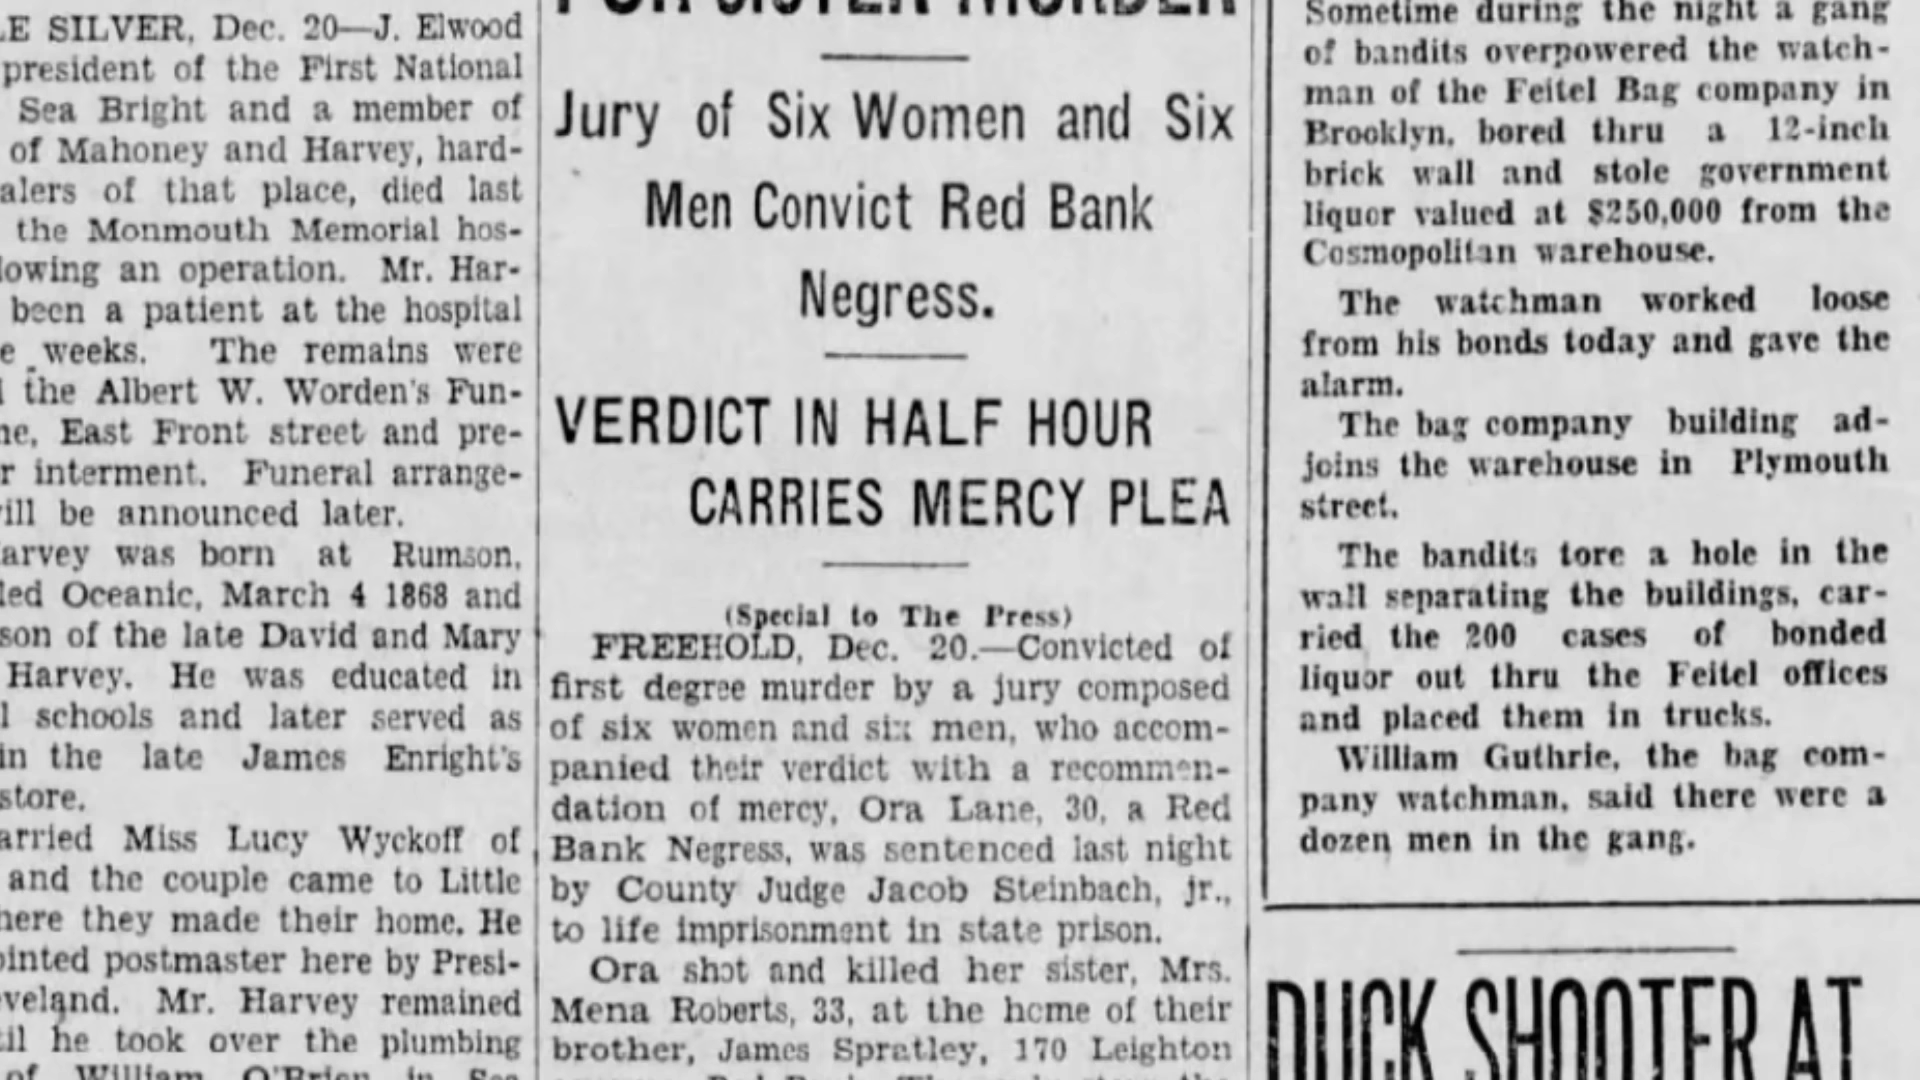 LE SILVER, Dec. 20—J. Elwood
president of the First National
Sea Bright and a member of
of Mahoney and Harvey, hard-
alers of that place, died last
the Monmouth Memorial hos-
lowing an operation. Mr. Har-
been a patient at the hospital
e weeks. The remains were
the Albert W. Worden's Fun-
ne, East Front street and pre-
r interment. Funeral arrange-
ill be announced later.
arvey was born at Rumson,
led Oceanic, March 4 1868 and
son of the late David and Mary
Harvey. He was educated in
l schools and later served as
in the late James Enright's
store.
arried Miss Lucy Wyckoff of
and the couple came to Little
here they made their home. He
ointed postmaster here by Presi-
eveland. Mr. Harvey remained
til he took over the plumbing
of William O'Brien in Sea
FOR SISTER MURDER
Jury of Six Women and Six
Men Convict Red Bank
Negress.
VERDICT IN HALF HOUR
CARRIES MERCY PLEA
(Special to The Press)
FREEHOLD, Dec. 20.—Convicted of
first degree murder by a jury composed
of six women and six men, who accom-
panied their verdict with a recommen-
dation of mercy, Ora Lane, 30, a Red
Bank Negress, was sentenced last night
by County Judge Jacob Steinbach, jr.,
to life imprisonment in state prison.
Ora shot and killed her sister, Mrs.
Mena Roberts, 33, at the home of their
brother, James Spratley, 170 Leighton
Sometime during the night a gang
of bandits overpowered the watch-
man of the Feitel Bag company in
Brooklyn, bored thru a 12-inch
brick wall and stole government
liquor valued at $250,000 from the
Cosmopolitan warehouse.
The watchman worked loose
from his bonds today and gave the
alarm.
The bag company building ad-
joins the warehouse in Plymouth
street.
The bandits tore a hole in the
wall separating the buildings, car-
ried the 200 cases of bonded
liquor out thru the Feitel offices
and placed them in trucks.
William Guthrie, the bag com-
pany watchman, said there were a
dozen men in the gang.
DUCK SHOOTER AT